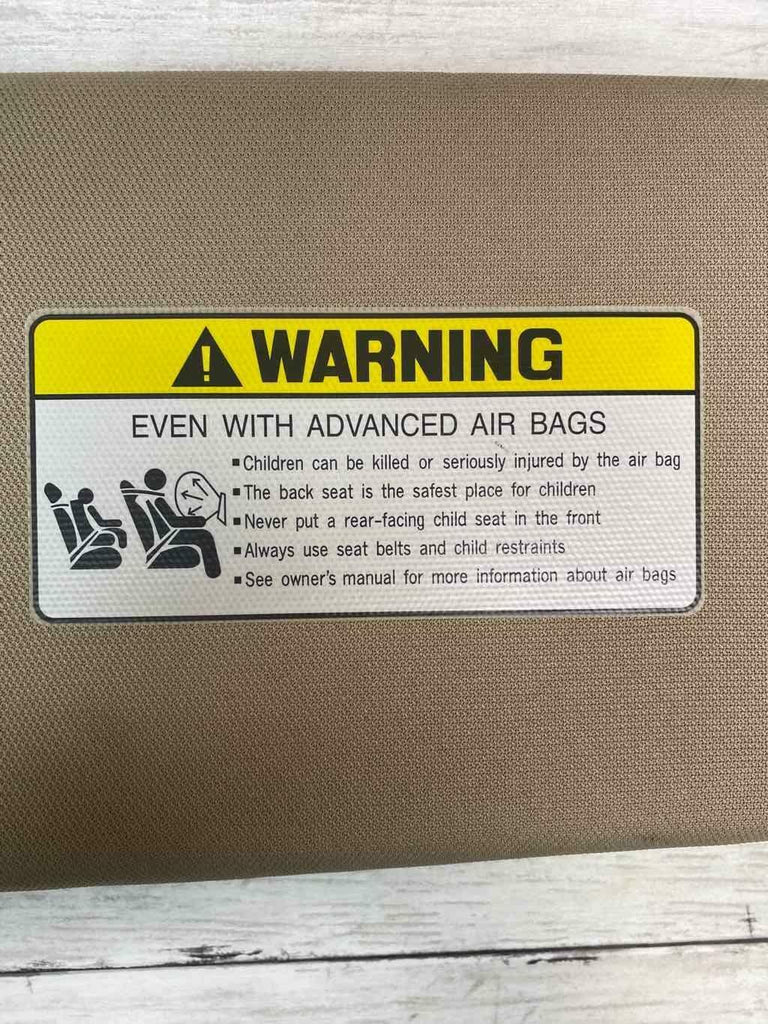 WARNING
EVEN WITH ADVANCED AIR BAGS
▪Children can be killed or seriously injured by the air bag
▪The back seat is the safest place for children
▪Never put a rear-facing child seat in the front
▪Always use seat belts and child restraints
▪See owner's manual for more information about air bags